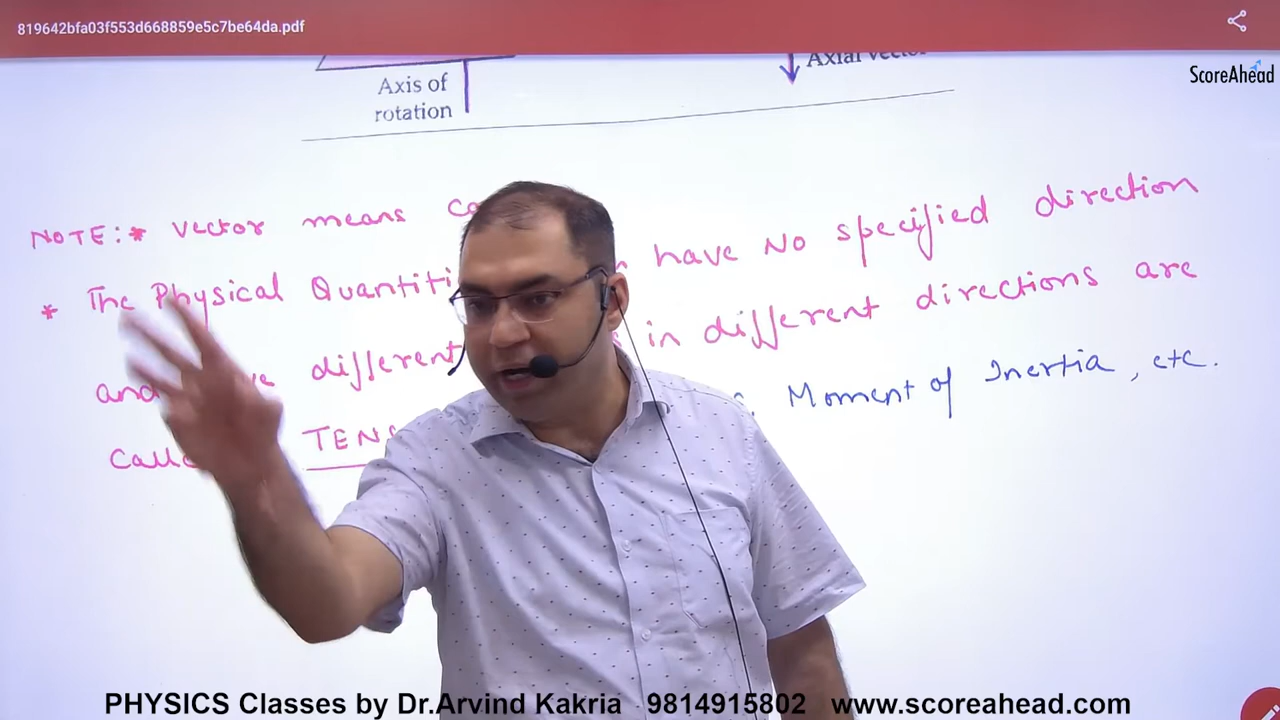 819642bfa03f553d668859e5c7be64da.pdf
ScoreAhead
Axial vector
Axis of
rotation
NOTE:* Vector means
* The Physical have No specified direction
different in different directions are
Moment of Inertia, etc.
PHYSICS Classes by Dr.Arvind Kakria 9814915802 www.scoreahead.com